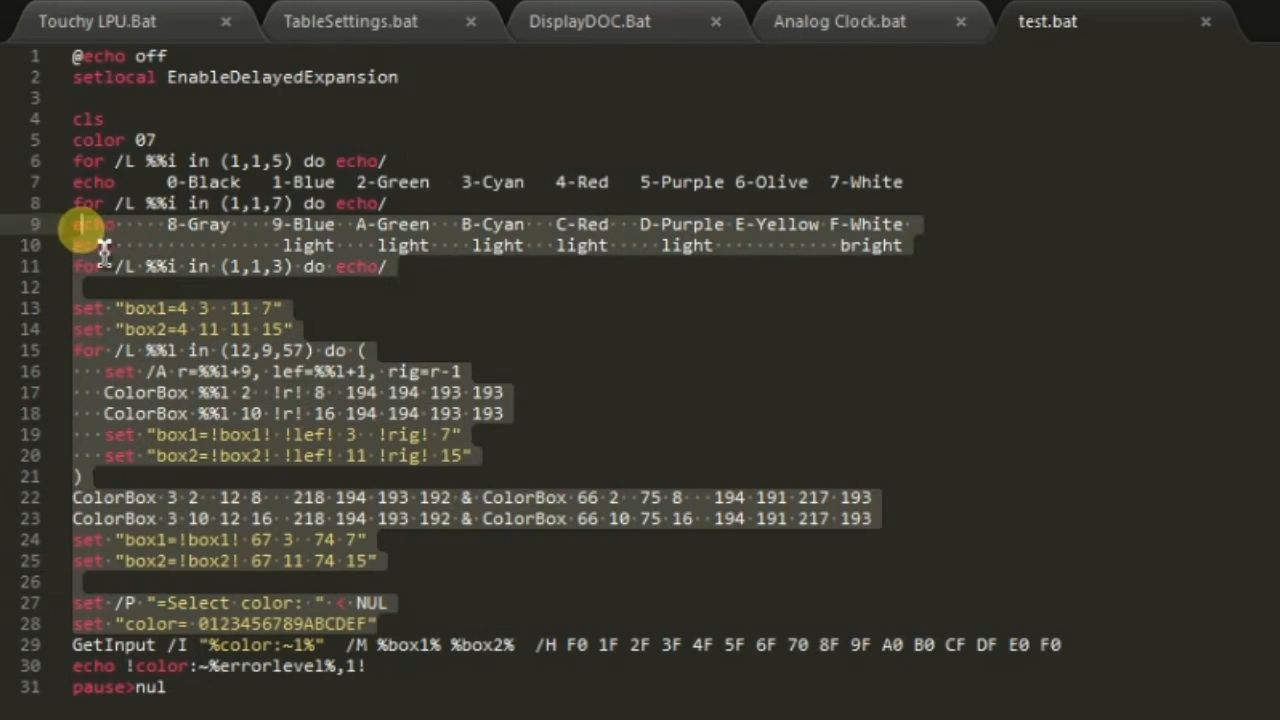 Touchy LPU.Bat × TableSettings.bat × DisplayDOC.Bat × Analog Clock.bat × test.bat ×
1 @echo off
2 setlocal EnableDelayedExpansion
3
4 cls
5 color 07
6 for /L %%i in (1,1,5) do echo/
7 echo     0-Black   1-Blue  2-Green   3-Cyan   4-Red   5-Purple 6-Olive  7-White
8 for /L %%i in (1,1,7) do echo/
9 echo     8-Gray    9-Blue  A-Green   B-Cyan   C-Red   D-Purple E-Yellow F-White
10 light    light    light   light     light            bright
11 for /L %%i in (1,1,3) do echo/
12
13 set "box1=4 3  11 7"
14 set "box2=4 11 11 15"
15 for /L %%l in (12,9,57) do (
16    set /A r=%%l+9, lef=%%l+1, rig=r-1
17    ColorBox %%l 2  !r! 8  194 194 193 193
18    ColorBox %%l 10 !r! 16 194 194 193 193
19    set "box1=!box1! !lef! 3  !rig! 7"
20    set "box2=!box2! !lef! 11 !rig! 15"
21 )
22 ColorBox 3 2  12 8   218 194 193 192 & ColorBox 66 2  75 8   194 191 217 193
23 ColorBox 3 10 12 16  218 194 193 192 & ColorBox 66 10 75 16  194 191 217 193
24 set "box1=!box1! 67 3  74 7"
25 set "box2=!box2! 67 11 74 15"
26
27 set /P "=Select color: " < NUL
28 set "color= 0123456789ABCDEF"
29 GetInput /I "%color:~1%"  /M %box1% %box2%  /H F0 1F 2F 3F 4F 5F 6F 70 8F 9F A0 B0 CF DF E0 F0
30 echo !color:~%errorlevel%,1!
31 pause>nul